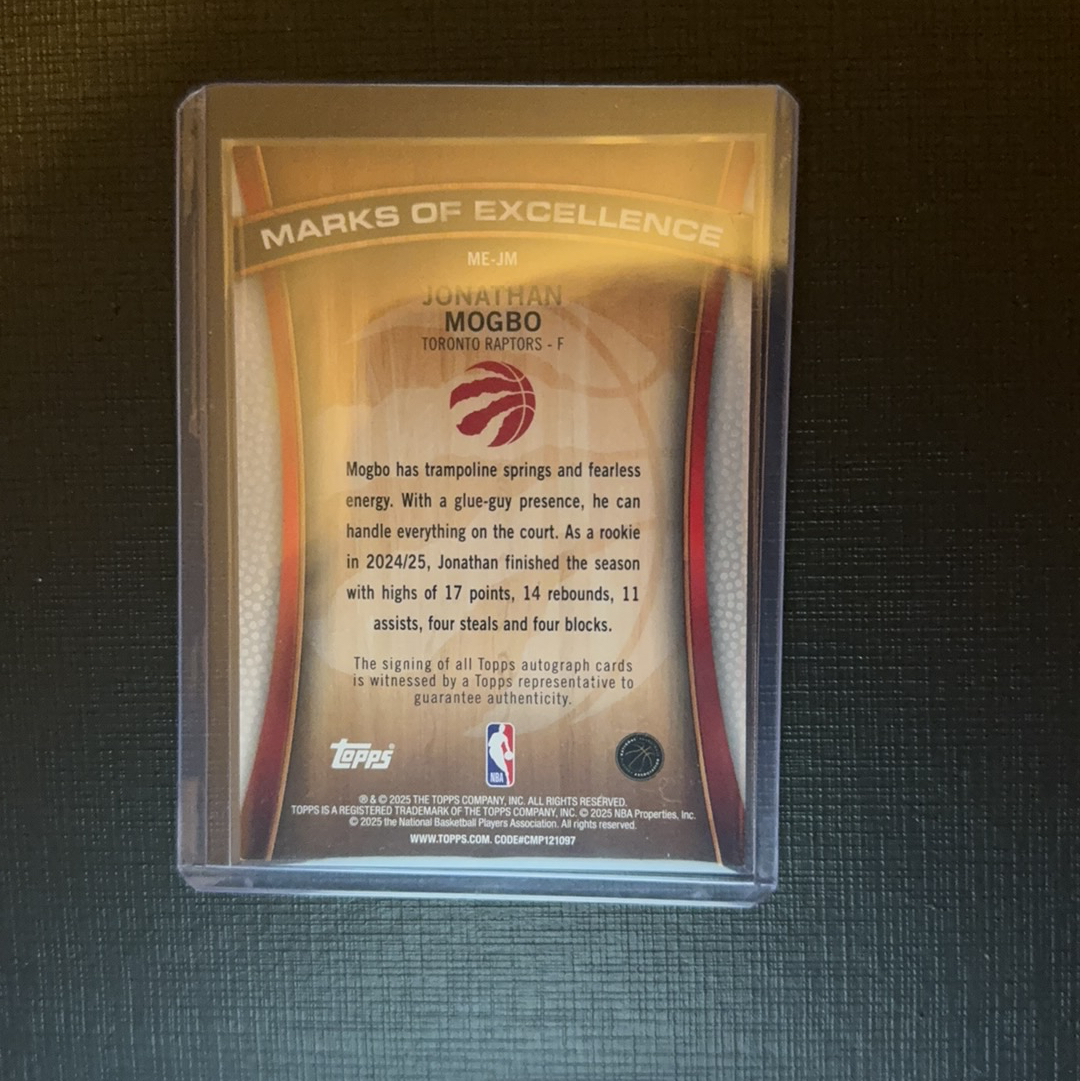 MARKS OF EXCELLENCE
ME-JM
JONATHAN
MOGBO
TORONTO RAPTORS - F
Mogbo has trampoline springs and fearless
energy. With a glue-guy presence, he can
handle everything on the court. As a rookie
in 2024/25, Jonathan finished the season
with highs of 17 points, 14 rebounds, 11
assists, four steals and four blocks.
The signing of all Topps autograph cards
is witnessed by a Topps representative to
guarantee authenticity.
topps®
NBA
® & © 2025 THE TOPPS COMPANY, INC. ALL RIGHTS RESERVED.
TOPPS IS A REGISTERED TRADEMARK OF THE TOPPS COMPANY, INC. © 2025 NBA Properties, Inc.
© 2025 the National Basketball Players Association. All rights reserved.
WWW.TOPPS.COM. CODE#CMP121097